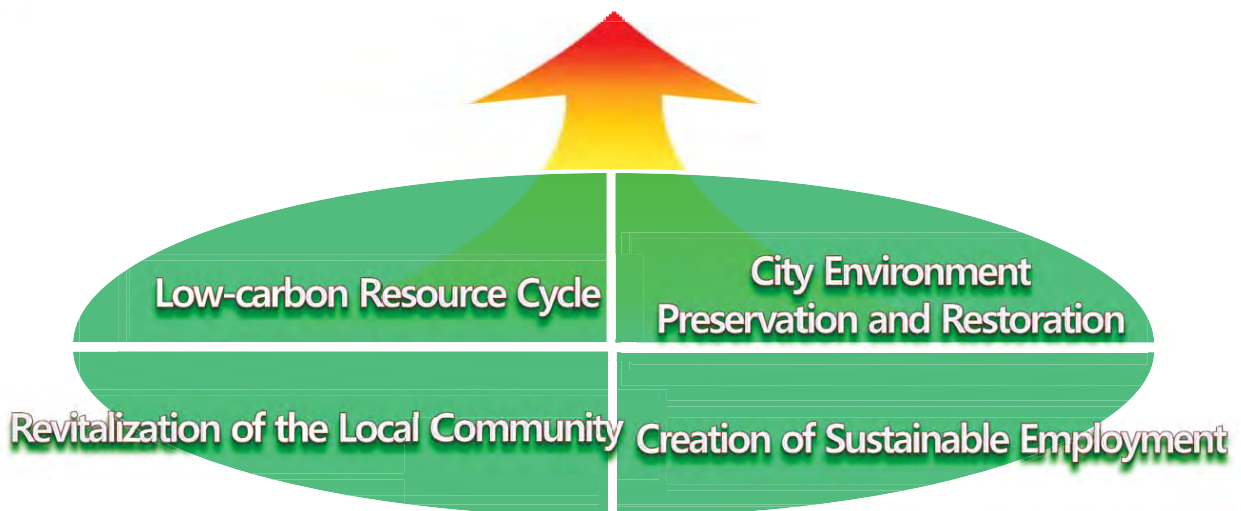 Low-carbon Resource Cycle
City Environment
Preservation and Restoration
Revitalization of the Local Community
Creation of Sustainable Employment